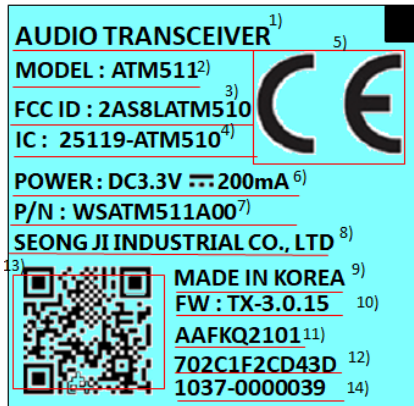 AUDIO TRANSCEIVER 1)
MODEL : ATM511 2)
5)
CE
3)
FCC ID : 2AS8LATM510
IC : 25119-ATM510 4)
POWER : DC3.3V ⎓ 200mA 6)
P/N : WSATM511A00 7)
SEONG JI INDUSTRIAL CO., LTD 8)
13)
MADE IN KOREA 9)
FW : TX-3.0.15 10)
AAFKQ2101 11)
702C1F2CD43D 12)
1037-0000039 14)